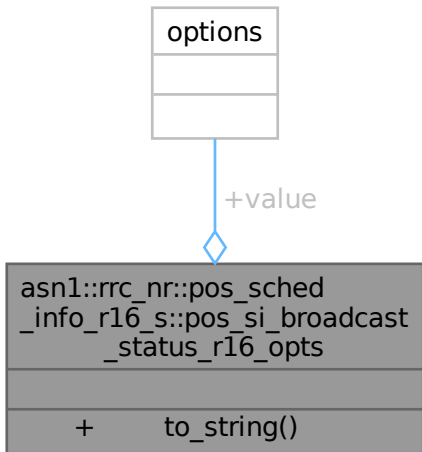 options
+value
asn1::rrc_nr::pos_sched
_info_r16_s::pos_si_broadcast
_status_r16_opts
+ to_string()